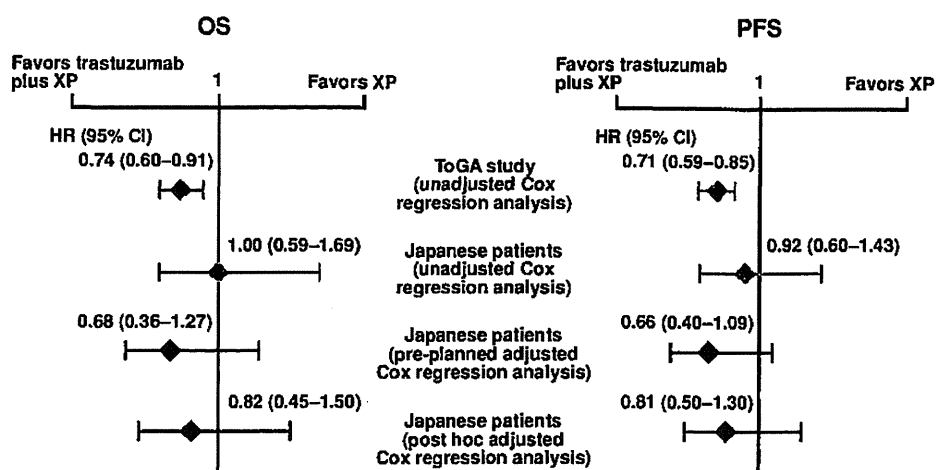 OS
PFS
Favors trastuzumab
plus XP
1
Favors XP
Favors trastuzumab
plus XP
1
Favors XP
HR (95% CI)
0.74 (0.60–0.91)
ToGA study
(unadjusted Cox
regression analysis)
HR (95% CI)
0.71 (0.59–0.85)
1.00 (0.59–1.69)
Japanese patients
(unadjusted Cox
regression analysis)
0.92 (0.60–1.43)
0.68 (0.36–1.27)
Japanese patients
(pre-planned adjusted
Cox regression analysis)
0.66 (0.40–1.09)
0.82 (0.45–1.50)
Japanese patients
(post hoc adjusted
Cox regression analysis)
0.81 (0.50–1.30)